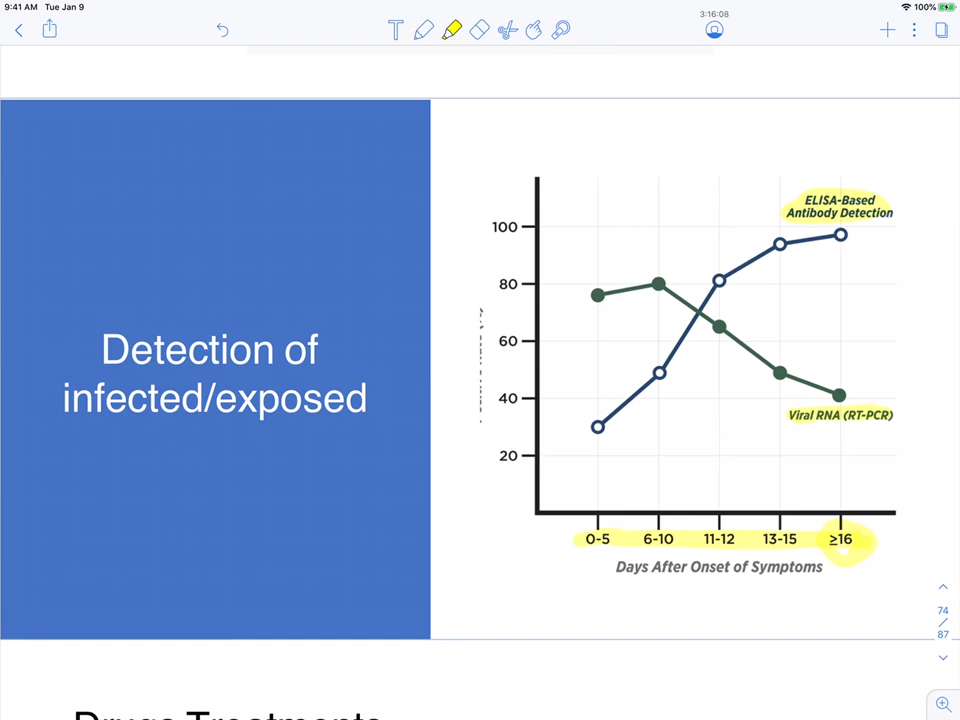 9:41 AM Tue Jan 9
100%
3:16:08
T
Detection of
infected/exposed
ELISA-Based
Antibody Detection
100
80
60
40
20
Viral RNA (RT-PCR)
0-5 6-10 11-12 13-15 ≥16
Days After Onset of Symptoms
74
/
87
Drugs Treatments